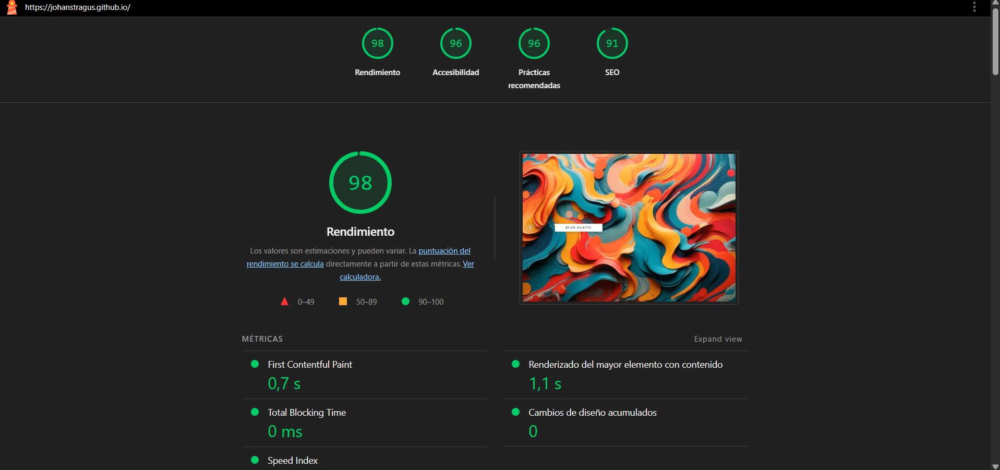 https://johanstragus.github.io/
98
96
96
91
Rendimiento
Accesibilidad
Prácticas
recomendadas
SEO
98
Rendimiento
Los valores son estimaciones y pueden variar. La puntuación del
rendimiento se calcula directamente a partir de estas métricas. Ver
calculadora.
0–49
50–89
90–100
JUAN MARTÍN
MÉTRICAS
Expand view
First Contentful Paint
0,7 s
Renderizado del mayor elemento con contenido
1,1 s
Total Blocking Time
0 ms
Cambios de diseño acumulados
0
Speed Index